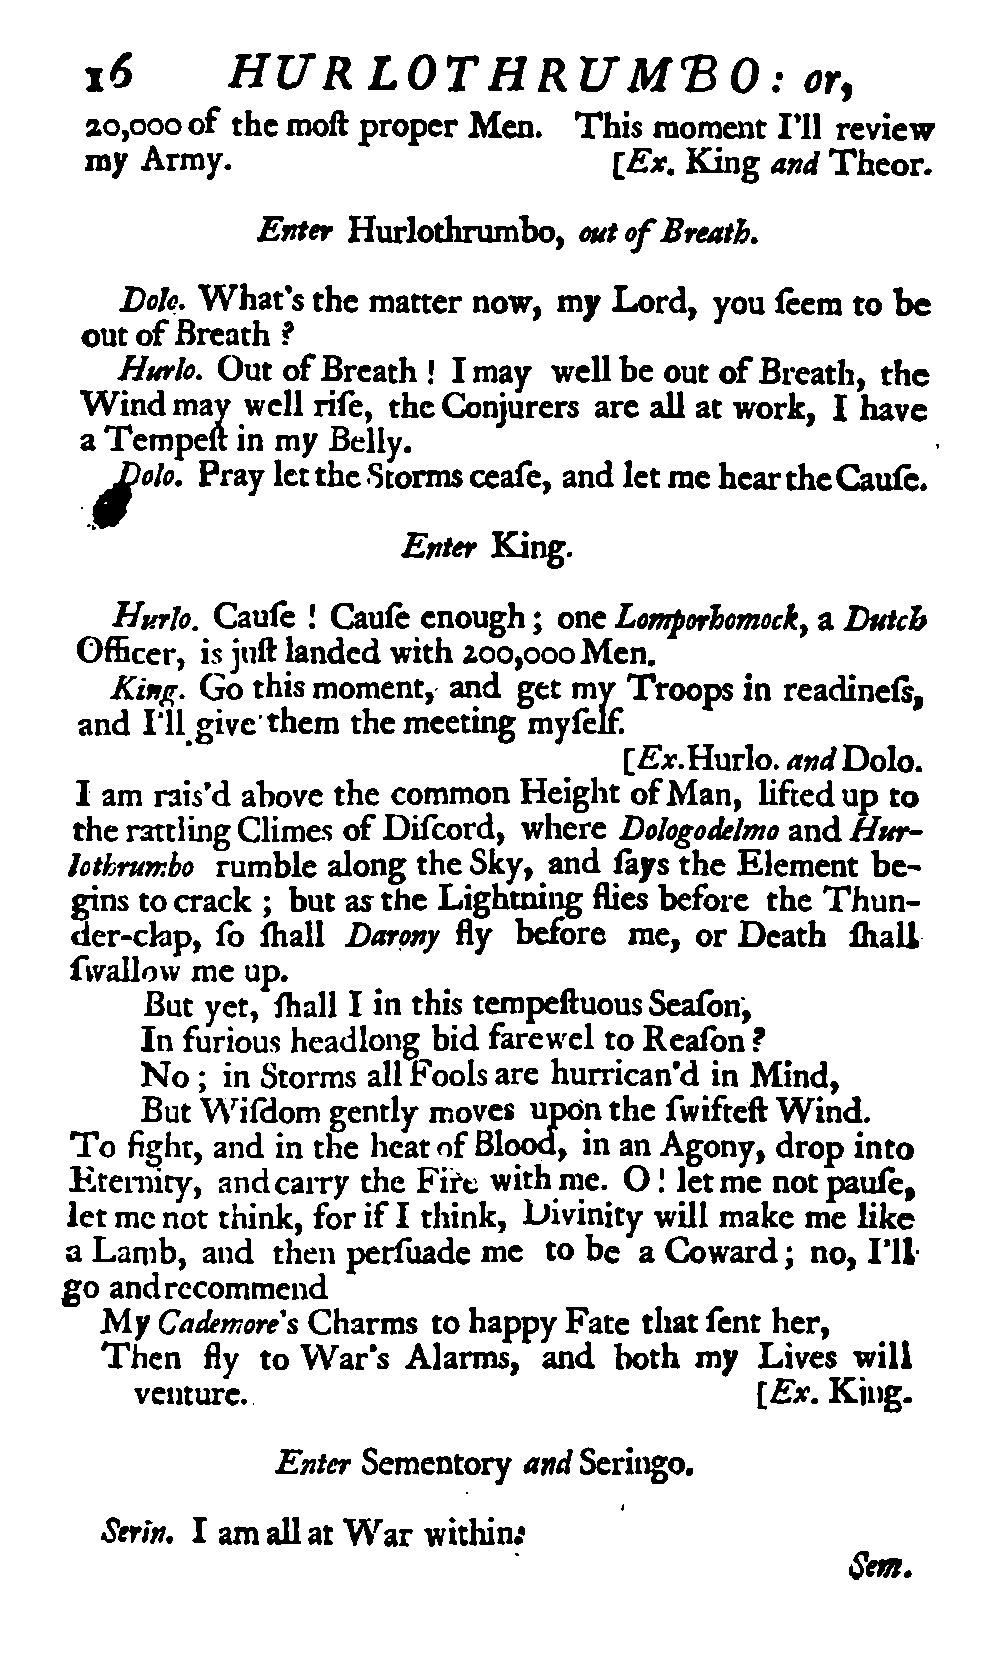 16 HURLOTHRUMBO: or,
20,000 of the moſt proper Men. This moment I'll review
my Army. [Ex. King and Theor.
Enter Hurlothrumbo, out of Breath.
Dolo. What's the matter now, my Lord, you ſeem to be
out of Breath ?
Hurlo. Out of Breath ! I may well be out of Breath, the
Wind may well riſe, the Conjurers are all at work, I have
a Tempeſt in my Belly.
Dolo. Pray let the Storms ceaſe, and let me hear the Cauſe.
Enter King.
Hurlo. Cauſe ! Cauſe enough ; one Lomporhomock, a Dutch
Officer, is juſt landed with 200,000 Men.
King. Go this moment, and get my Troops in readineſs,
and I'll give them the meeting myſelf.
[Ex. Hurlo. and Dolo.
I am rais'd above the common Height of Man, lifted up to
the rattling Climes of Diſcord, where Dologodelmo and Hur-
lothrumbo rumble along the Sky, and ſays the Element be-
gins to crack ; but as the Lightning flies before the Thun-
der-clap, ſo ſhall Darony fly before me, or Death ſhall
ſwallow me up.
But yet, ſhall I in this tempeſtuous Seaſon,
In furious headlong bid farewel to Reaſon ?
No ; in Storms all Fools are hurrican'd in Mind,
But Wiſdom gently moves upon the ſwifteſt Wind.
To fight, and in the heat of Blood, in an Agony, drop into
Eternity, and carry the Fire with me. O ! let me not pauſe,
let me not think, for if I think, Divinity will make me like
a Lamb, and then perſuade me to be a Coward ; no, I'll
go and recommend
My Cademore's Charms to happy Fate that ſent her,
Then fly to War's Alarms, and both my Lives will
venture. [Ex. King.
Enter Sementory and Seringo.
Serin. I am all at War within.
Sem.